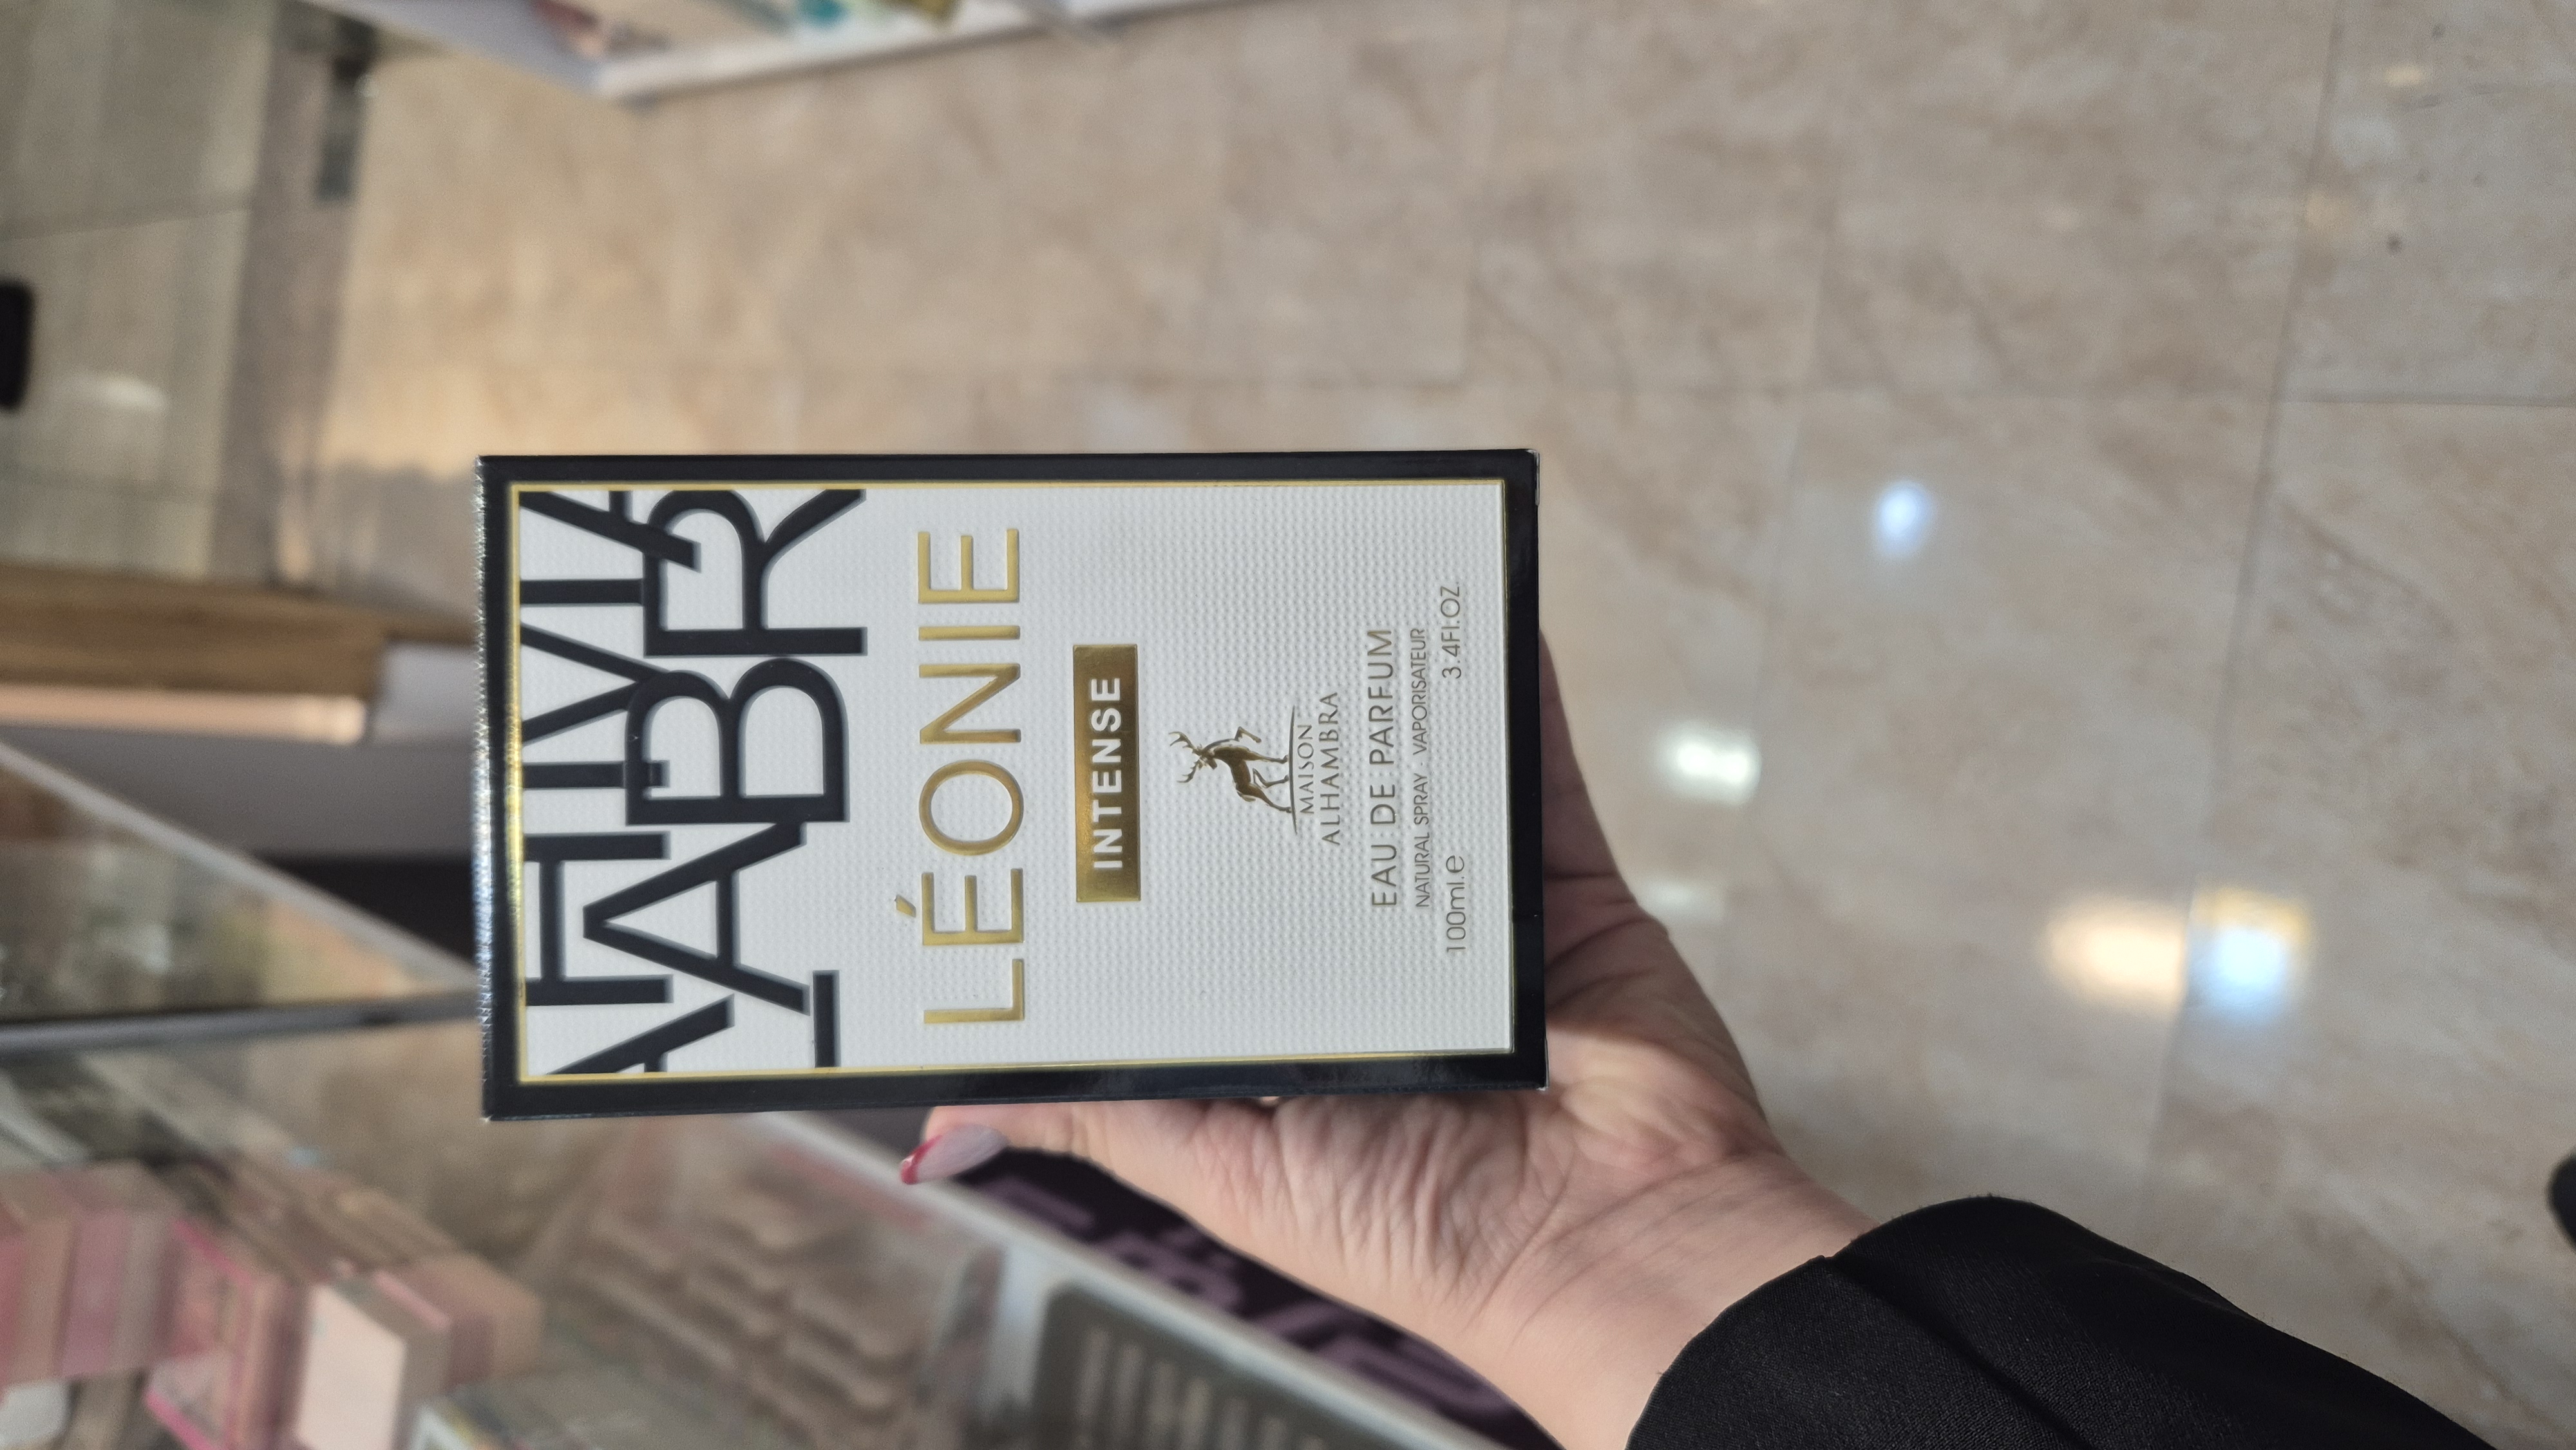 LÉONIE
INTENSE
MAISON
ALHAMBRA
EAU DE PARFUM
NATURAL SPRAY - VAPORISATEUR
100ml.e 3.4Fl.OZ